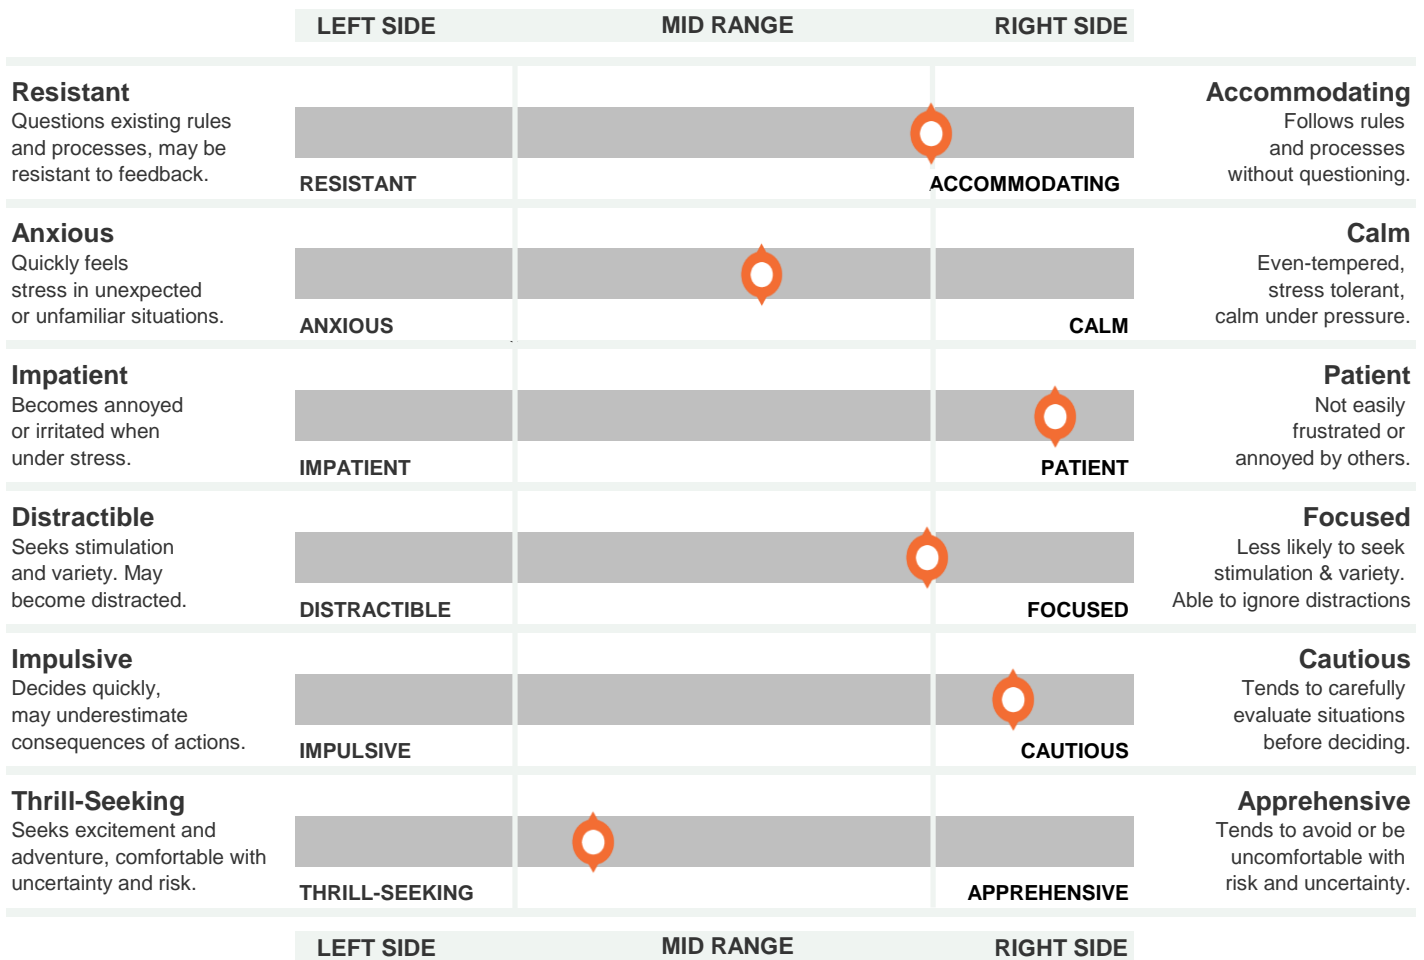 LEFT SIDE MID RANGE RIGHT SIDE
Resistant
Questions existing rules
and processes, may be
resistant to feedback.
RESISTANT ACCOMMODATING
Accommodating
Follows rules
and processes
without questioning.
Anxious
Quickly feels
stress in unexpected
or unfamiliar situations.
ANXIOUS CALM
Calm
Even-tempered,
stress tolerant,
calm under pressure.
Impatient
Becomes annoyed
or irritated when
under stress.
IMPATIENT PATIENT
Patient
Not easily
frustrated or
annoyed by others.
Distractible
Seeks stimulation
and variety. May
become distracted.
DISTRACTIBLE FOCUSED
Focused
Less likely to seek
stimulation & variety.
Able to ignore distractions
Impulsive
Decides quickly,
may underestimate
consequences of actions.
IMPULSIVE CAUTIOUS
Cautious
Tends to carefully
evaluate situations
before deciding.
Thrill-Seeking
Seeks excitement and
adventure, comfortable with
uncertainty and risk.
THRILL-SEEKING APPREHENSIVE
Apprehensive
Tends to avoid or be
uncomfortable with
risk and uncertainty.
LEFT SIDE MID RANGE RIGHT SIDE